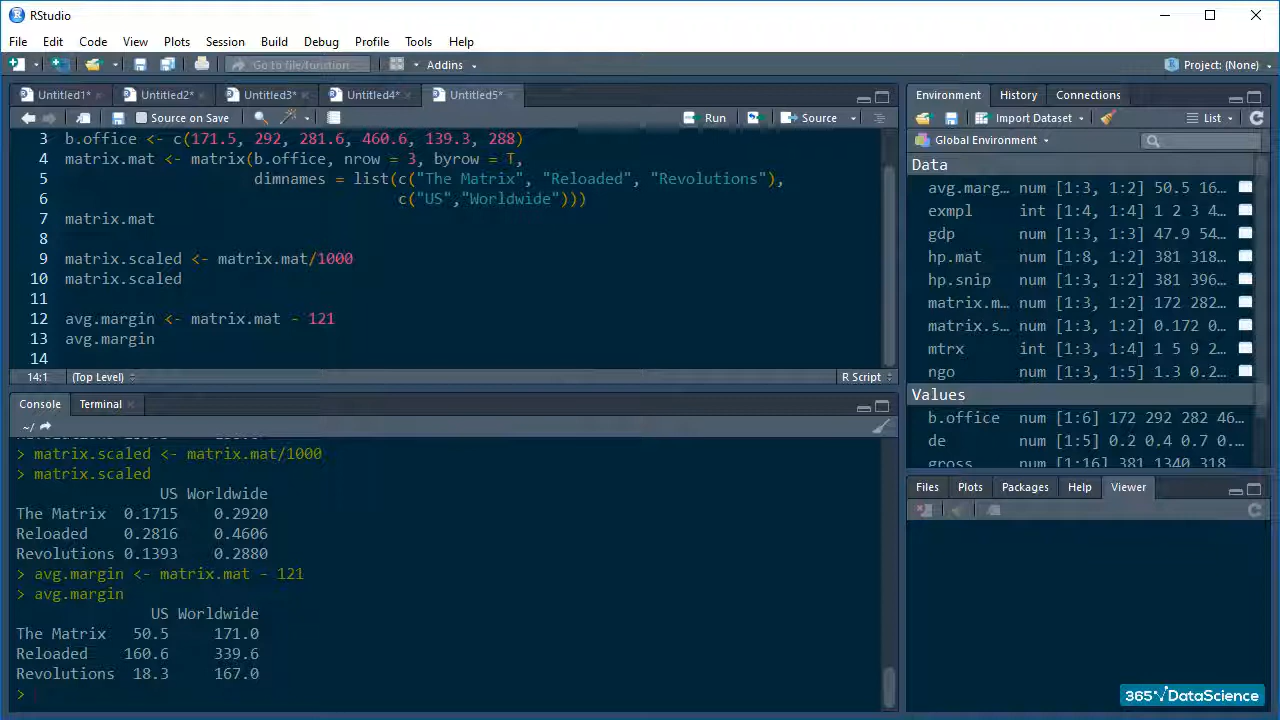 RStudio
File Edit Code View Plots Session Build Debug Profile Tools Help
Go to file/function Addins Project: (None)
Untitled1* Untitled2* Untitled3* Untitled4* Untitled5*
Source on Save Run Source
3 b.office <- c(171.5, 292, 281.6, 460.6, 139.3, 288)
4 matrix.mat <- matrix(b.office, nrow = 3, byrow = T,
5 dimnames = list(c("The Matrix", "Reloaded", "Revolutions"),
6 c("US","Worldwide")))
7 matrix.mat
8
9 matrix.scaled <- matrix.mat/1000
10 matrix.scaled
11
12 avg.margin <- matrix.mat - 121
13 avg.margin
14
14:1 (Top Level) R Script
Console Terminal
~/
> matrix.scaled <- matrix.mat/1000
> matrix.scaled
US Worldwide
The Matrix 0.1715 0.2920
Reloaded 0.2816 0.4606
Revolutions 0.1393 0.2880
> avg.margin <- matrix.mat - 121
> avg.margin
US Worldwide
The Matrix 50.5 171.0
Reloaded 160.6 339.6
Revolutions 18.3 167.0
>
Environment History Connections
Import Dataset List
Global Environment
Data
avg.marg… num [1:3, 1:2] 50.5 16…
exmpl int [1:4, 1:4] 1 2 3 4…
gdp num [1:3, 1:3] 47.9 54…
hp.mat num [1:8, 1:2] 381 318…
hp.snip num [1:3, 1:2] 381 396…
matrix.m… num [1:3, 1:2] 172 282…
matrix.s… num [1:3, 1:2] 0.172 0…
mtrx int [1:3, 1:4] 1 5 9 2…
ngo num [1:3, 1:5] 1.3 0.2…
Values
b.office num [1:6] 172 292 282 46…
de num [1:5] 0.2 0.4 0.7 0.…
gross num [1:16] 381 1340 318
Files Plots Packages Help Viewer
365 DataScience